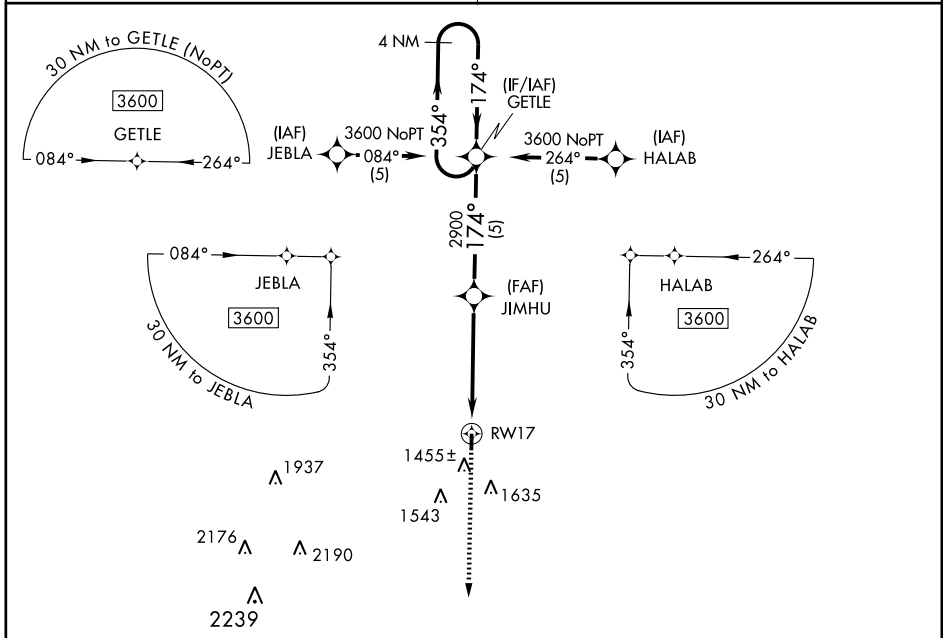 30 NM to GETLE (NoPT)
3600
GETLE
084°
264°
4 NM
354°
174°
(IF/IAF)
GETLE
(IAF)
JEBLA
3600 NoPT
084°
(5)
3600 NoPT
264°
(5)
(IAF)
HALAB
2900
174°
(5)
(FAF)
JIMHU
084°
JEBLA
3600
354°
30 NM to JEBLA
264°
HALAB
3600
354°
30 NM to HALAB
RW17
1455±
1937
1543
1635
2176
2190
2239